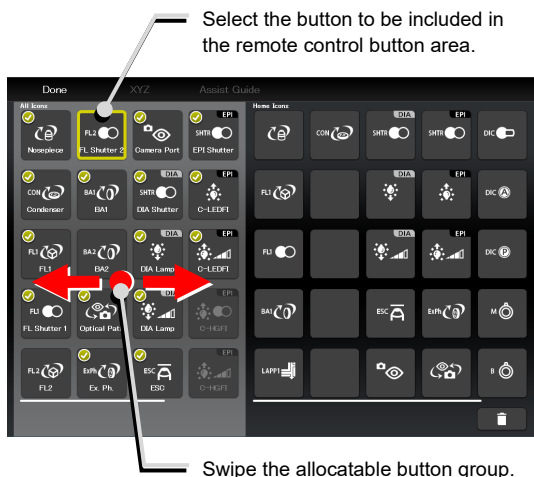 Select the button to be included in
the remote control button area.
Done XYZ Assist Guide
All Icons Home Icons
EPI DIA EPI
FL2 SHTR CON SHTR SHTR DIC
Nosepiece FL Shutter 2 Camera Port EPI Shutter
DIA EPI DIA EPI
CON BA1 SHTR FL1 DIC A
Condenser BA1 DIA Shutter C-LEDFI
DIA EPI DIA EPI
FL1 BA2 FL1 DIC P
FL1 BA2 DIA Lamp C-LEDFI
DIA EPI
FL1 BA1 ESC ExPh M
FL Shutter 1 Optical Path DIA Lamp C-HGFI
EPI
FL2 ExPh ESC LAPP1 B
FL2 Ex. Ph. ESC C-HGFI
Swipe the allocatable button group.